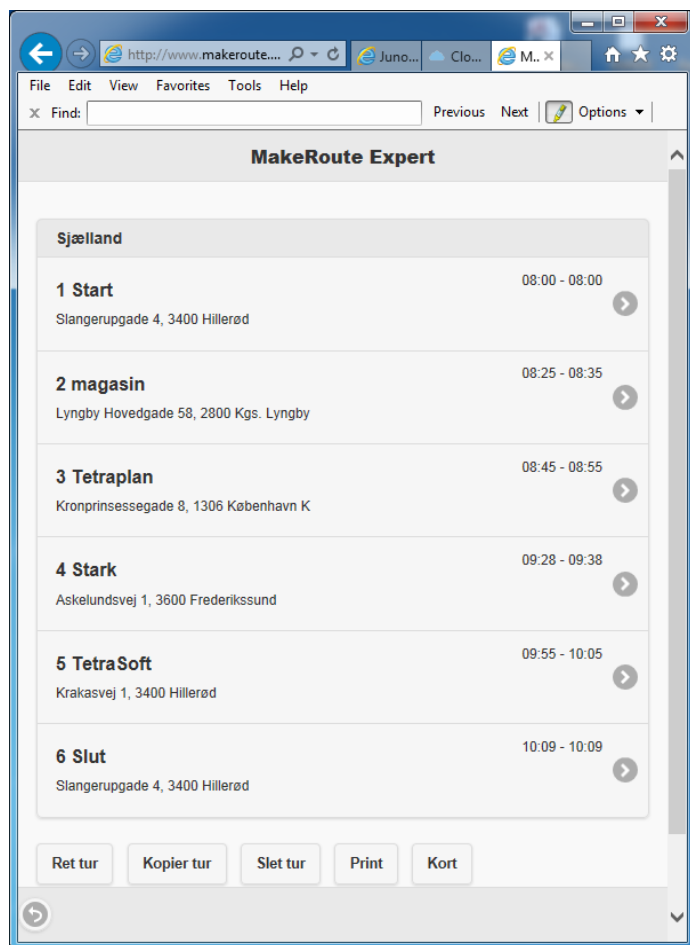 http://www.makeroute....
Juno...
Clo...
M..
File Edit View Favorites Tools Help
x Find: Previous Next Options
MakeRoute Expert
Sjælland
1 Start
08:00 - 08:00
Slangerupgade 4, 3400 Hillerød
2 magasin
08:25 - 08:35
Lyngby Hovedgade 58, 2800 Kgs. Lyngby
3 Tetraplan
08:45 - 08:55
Kronprinsessegade 8, 1306 København K
4 Stark
09:28 - 09:38
Askelundsvej 1, 3600 Frederikssund
5 TetraSoft
09:55 - 10:05
Krakasvej 1, 3400 Hillerød
6 Slut
10:09 - 10:09
Slangerupgade 4, 3400 Hillerød
Ret tur Kopier tur Slet tur Print Kort